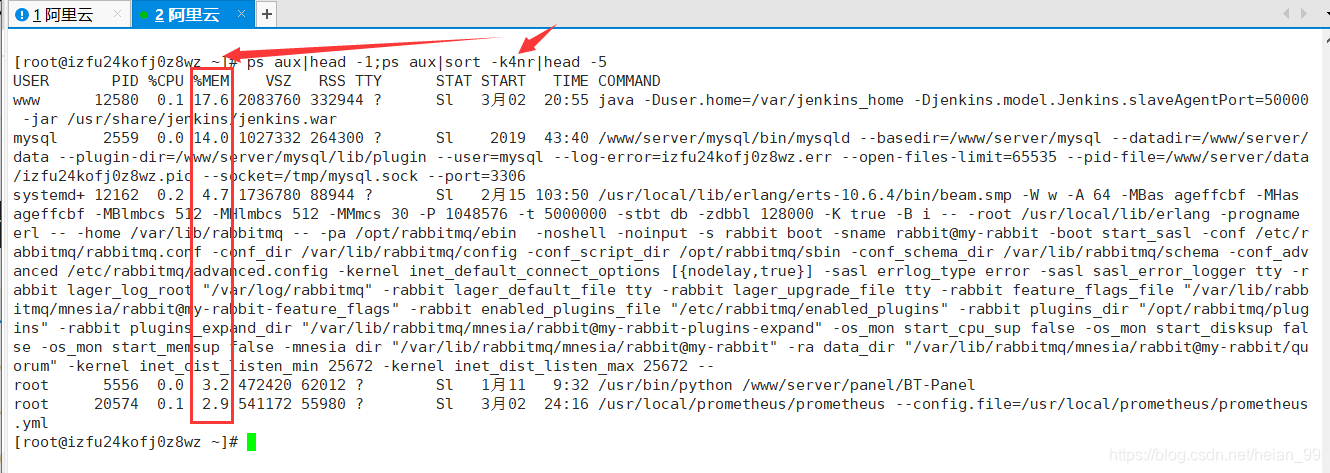 1 阿里云 × 2 阿里云 × +
[root@izfu24kofj0z8wz ~]# ps aux|head -1;ps aux|sort -k4nr|head -5
USER PID %CPU %MEM VSZ RSS TTY STAT START TIME COMMAND
www 12580 0.1 17.6 2083760 332944 ? Sl 3月02 20:55 java -Duser.home=/var/jenkins_home -Djenkins.model.Jenkins.slaveAgentPort=50000
-jar /usr/share/jenkins/jenkins.war
mysql 2559 0.0 14.0 1027332 264300 ? Sl 2019 43:40 /www/server/mysql/bin/mysqld --basedir=/www/server/mysql --datadir=/www/server/
data --plugin-dir=/www/server/mysql/lib/plugin --user=mysql --log-error=izfu24kofj0z8wz.err --open-files-limit=65535 --pid-file=/www/server/data
/izfu24kofj0z8wz.pid --socket=/tmp/mysql.sock --port=3306
systemd+ 12162 0.2 4.7 1736780 88944 ? Sl 2月15 103:50 /usr/local/lib/erlang/erts-10.6.4/bin/beam.smp -W w -A 64 -MBas ageffcbf -MHas
ageffcbf -MBlmbcs 512 -MHlmbcs 512 -MMmcs 30 -P 1048576 -t 5000000 -stbt db -zdbbl 128000 -K true -B i -- -root /usr/local/lib/erlang -progname
erl -- -home /var/lib/rabbitmq -- -pa /opt/rabbitmq/ebin -noshell -noinput -s rabbit boot -sname rabbit@my-rabbit -boot start_sasl -conf /etc/r
abbitmq/rabbitmq.conf -conf_dir /var/lib/rabbitmq/config -conf_script_dir /opt/rabbitmq/sbin -conf_schema_dir /var/lib/rabbitmq/schema -conf_adv
anced /etc/rabbitmq/advanced.config -kernel inet_default_connect_options [{nodelay,true}] -sasl errlog_type error -sasl sasl_error_logger tty -r
abbit lager_log_root "/var/log/rabbitmq" -rabbit lager_default_file tty -rabbit lager_upgrade_file tty -rabbit feature_flags_file "/var/lib/rabb
itmq/mnesia/rabbit@my-rabbit-feature_flags" -rabbit enabled_plugins_file "/etc/rabbitmq/enabled_plugins" -rabbit plugins_dir "/opt/rabbitmq/plug
ins" -rabbit plugins_expand_dir "/var/lib/rabbitmq/mnesia/rabbit@my-rabbit-plugins-expand" -os_mon start_cpu_sup false -os_mon start_disksup fal
se -os_mon start_memsup false -mnesia dir "/var/lib/rabbitmq/mnesia/rabbit@my-rabbit" -ra data_dir "/var/lib/rabbitmq/mnesia/rabbit@my-rabbit/qu
orum" -kernel inet_dist_listen_min 25672 -kernel inet_dist_listen_max 25672 --
root 5556 0.0 3.2 472420 62012 ? Sl 1月11 9:32 /usr/bin/python /www/server/panel/BT-Panel
root 20574 0.1 2.9 541172 55980 ? Sl 3月02 24:16 /usr/local/prometheus/prometheus --config.file=/usr/local/prometheus/prometheus
.yml
[root@izfu24kofj0z8wz ~]#
https://blog.csdn.net/heian_99